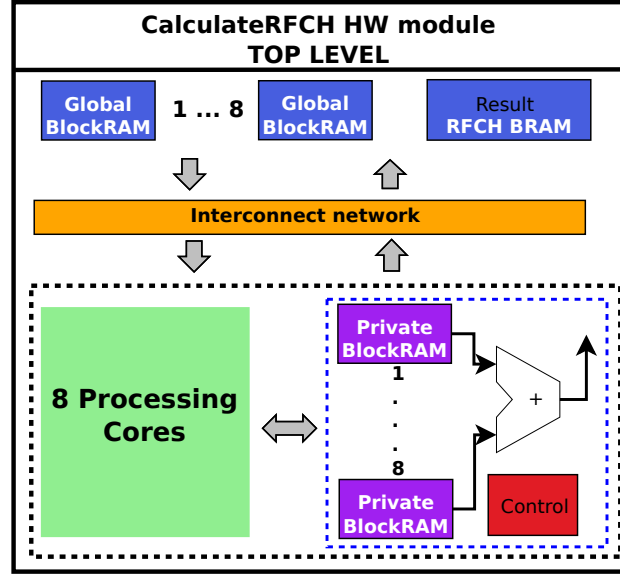 CalculateRFCH HW module
TOP LEVEL
Global
BlockRAM
1 ... 8
Global
BlockRAM
Result
RFCH BRAM
Interconnect network
8 Processing
Cores
Private
BlockRAM
1
.
.
.
8
Private
BlockRAM
+
Control